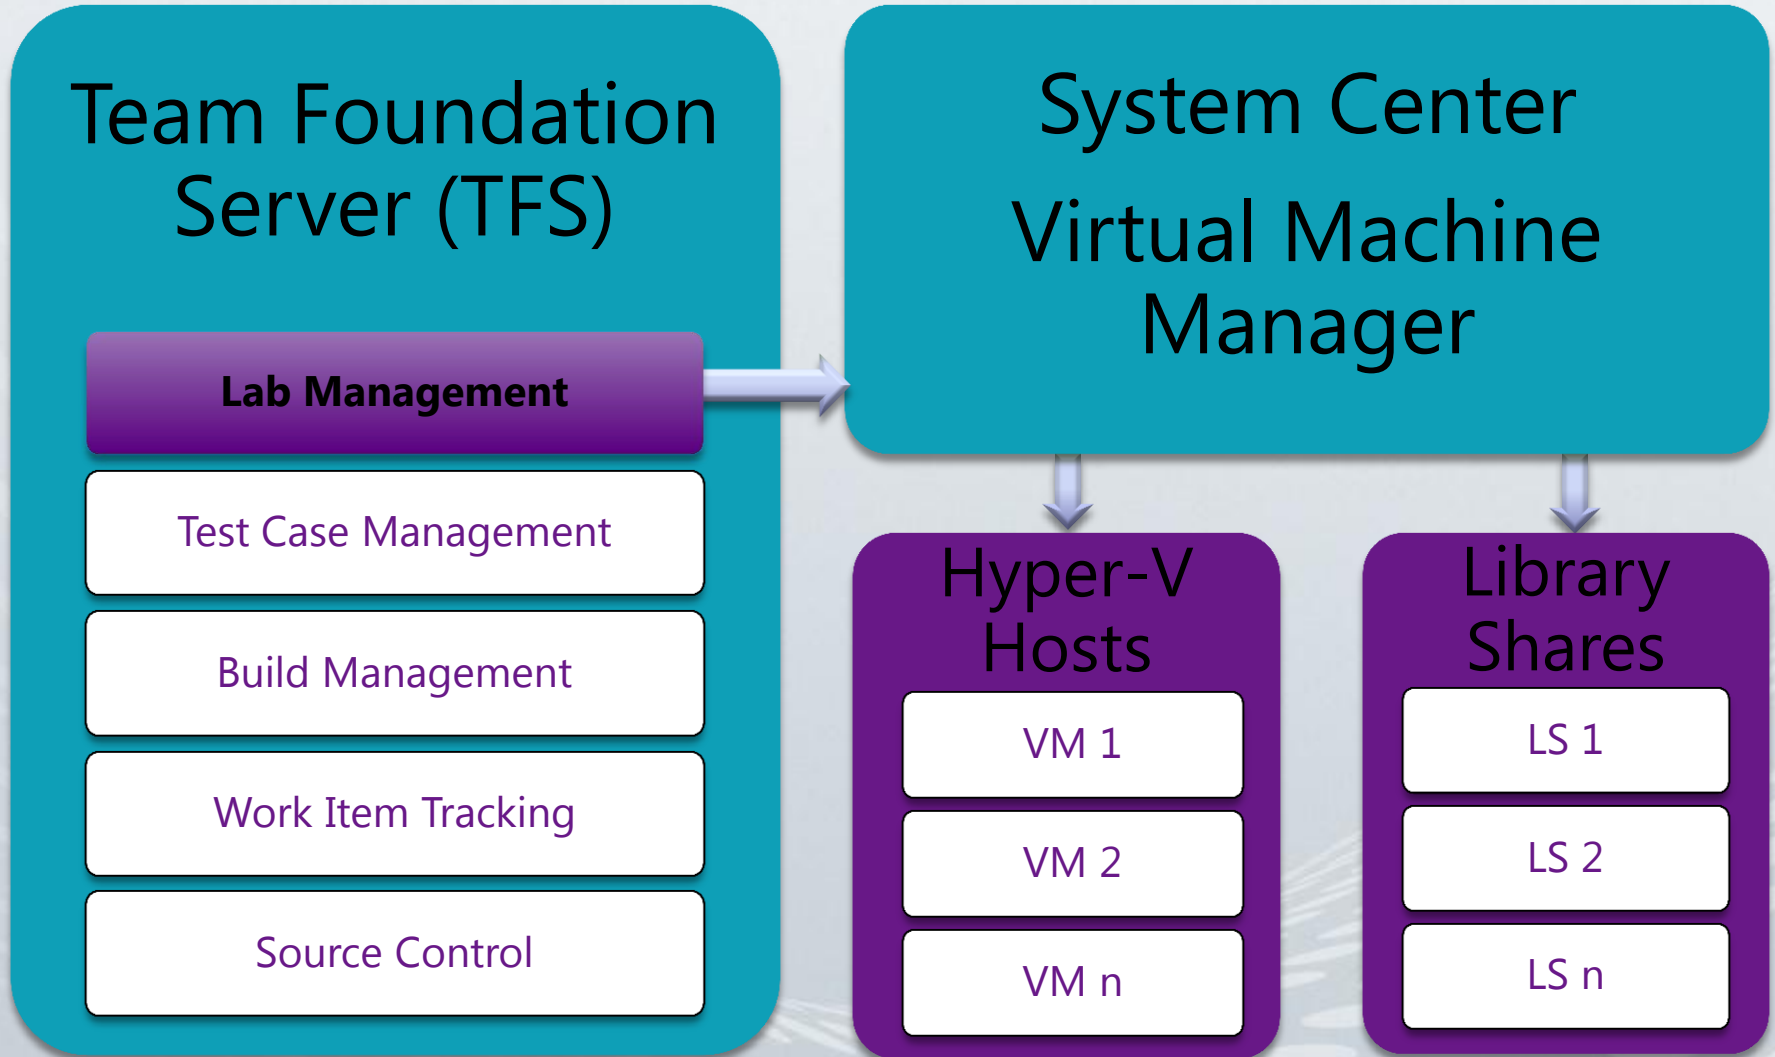 Team Foundation
Server (TFS)
Lab Management
Test Case Management
Build Management
Work Item Tracking
Source Control
System Center
Virtual Machine
Manager
Hyper-V
Hosts
VM 1
VM 2
VM n
Library
Shares
LS 1
LS 2
LS n